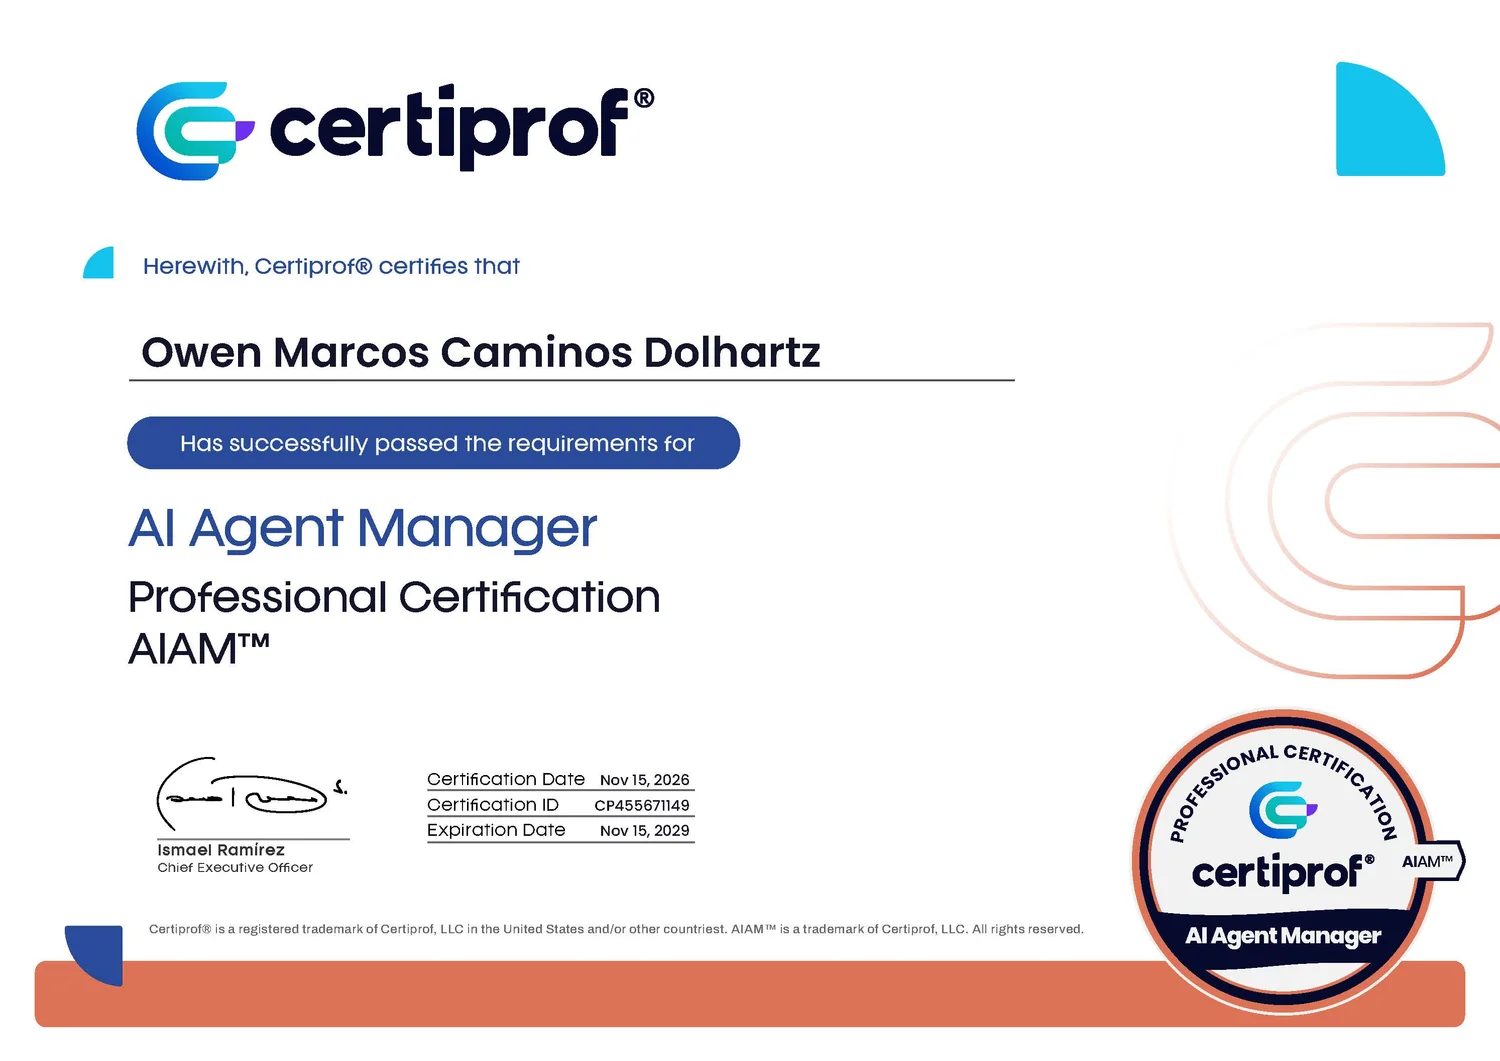 certiprof®
Herewith, Certiprof® certifies that
Owen Marcos Caminos Dolhartz
Has successfully passed the requirements for
AI Agent Manager
Professional Certification
AIAM™
Ismael Ramírez
Chief Executive Officer
Certification Date Nov 15, 2026
Certification ID CP455671149
Expiration Date Nov 15, 2029
PROFESSIONAL CERTIFICATION
certiprof®
AIAM™
AI Agent Manager
Certiprof® is a registered trademark of Certiprof, LLC in the United States and/or other countriest. AIAM™ is a trademark of Certiprof, LLC. All rights reserved.